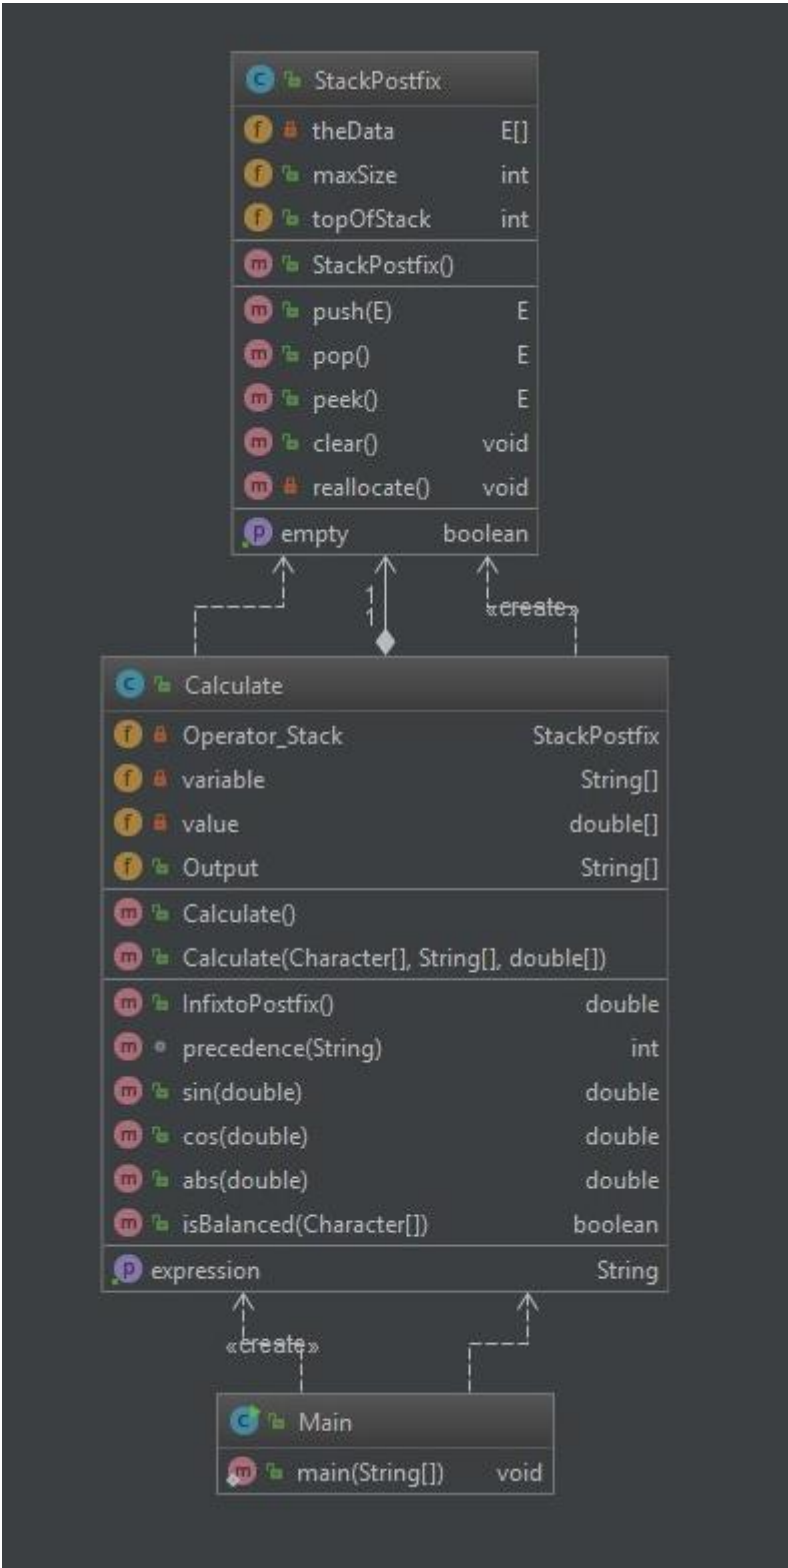 StackPostfix
theData E[]
maxSize int
topOfStack int
StackPostfix()
push(E) E
pop() E
peek() E
clear() void
reallocate() void
empty boolean
1
1
«create»
Calculate
Operator_Stack StackPostfix
variable String[]
value double[]
Output String[]
Calculate()
Calculate(Character[], String[], double[])
InfixtoPostfix() double
precedence(String) int
sin(double) double
cos(double) double
abs(double) double
isBalanced(Character[]) boolean
expression String
«create»
Main
main(String[]) void